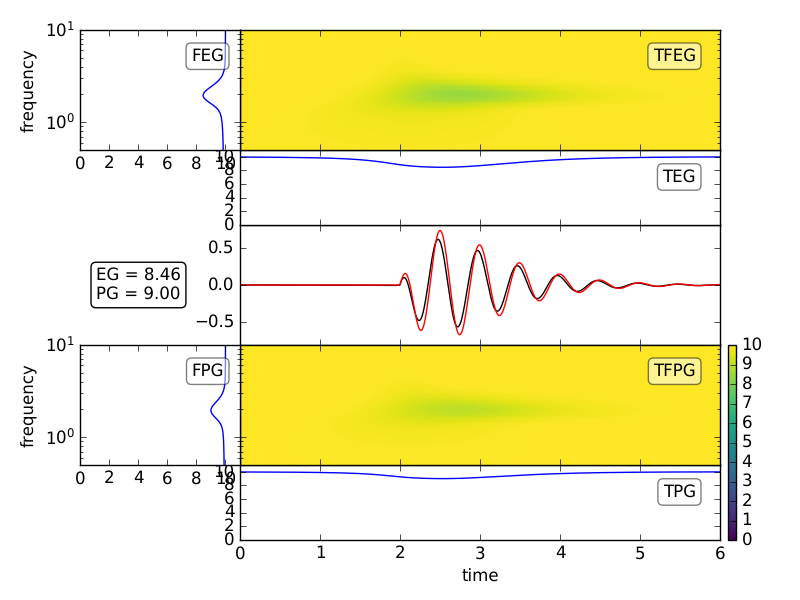 10¹
10⁰
frequency
FEG
TFEG
0 2 4 6 8 10
10
8
6
4
2
0
TEG
0.5
0.0
−0.5
EG = 8.46
PG = 9.00
10¹
10⁰
frequency
FPG
TFPG
10
9
8
7
6
5
4
3
2
1
0
0 2 4 6 8 10
10
8
6
4
2
0
TPG
0 1 2 3 4 5 6
time